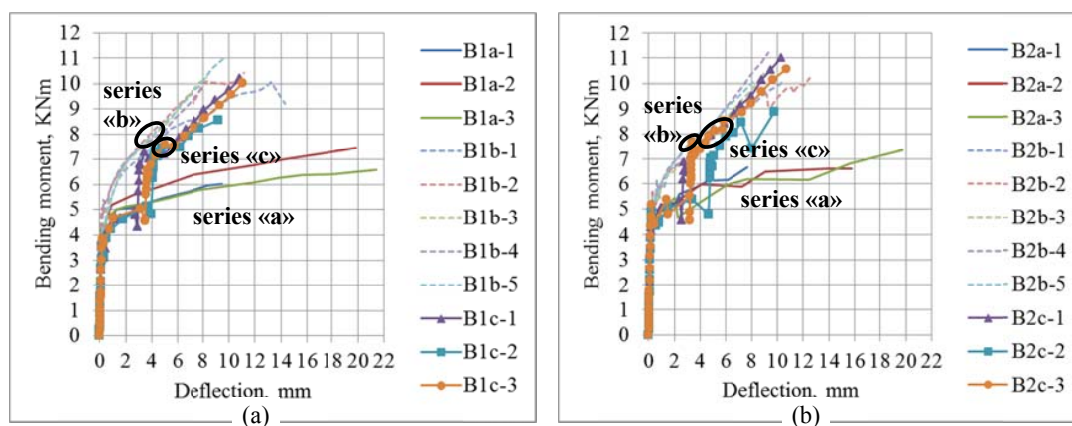 Bending moment, KNm
12
11
10
9
8
7
6
5
4
3
2
1
0
0 2 4 6 8 10 12 14 16 18 20 22
Deflection, mm
series
«b»
series «c»
series «a»
B1a-1
B1a-2
B1a-3
B1b-1
B1b-2
B1b-3
B1b-4
B1b-5
B1c-1
B1c-2
B1c-3
(a)
Bending moment, KNm
12
11
10
9
8
7
6
5
4
3
2
1
0
0 2 4 6 8 10 12 14 16 18 20 22
Deflection, mm
series
«b»
series «c»
series «a»
B2a-1
B2a-2
B2a-3
B2b-1
B2b-2
B2b-3
B2b-4
B2b-5
B2c-1
B2c-2
B2c-3
(b)